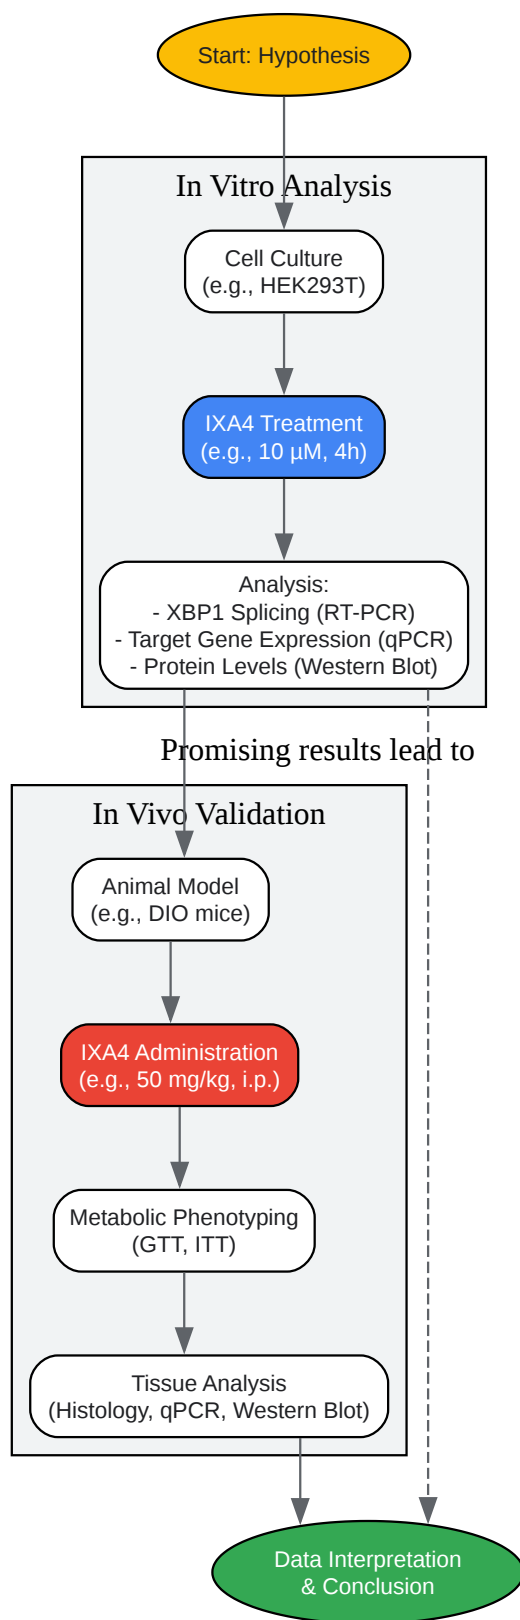 Start: Hypothesis
In Vitro Analysis
Cell Culture
(e.g., HEK293T)
IXA4 Treatment
(e.g., 10 µM, 4h)
Analysis:
- XBP1 Splicing (RT-PCR)
- Target Gene Expression (qPCR)
- Protein Levels (Western Blot)
Promising results lead to
In Vivo Validation
Animal Model
(e.g., DIO mice)
IXA4 Administration
(e.g., 50 mg/kg, i.p.)
Metabolic Phenotyping
(GTT, ITT)
Tissue Analysis
(Histology, qPCR, Western Blot)
Data Interpretation
& Conclusion